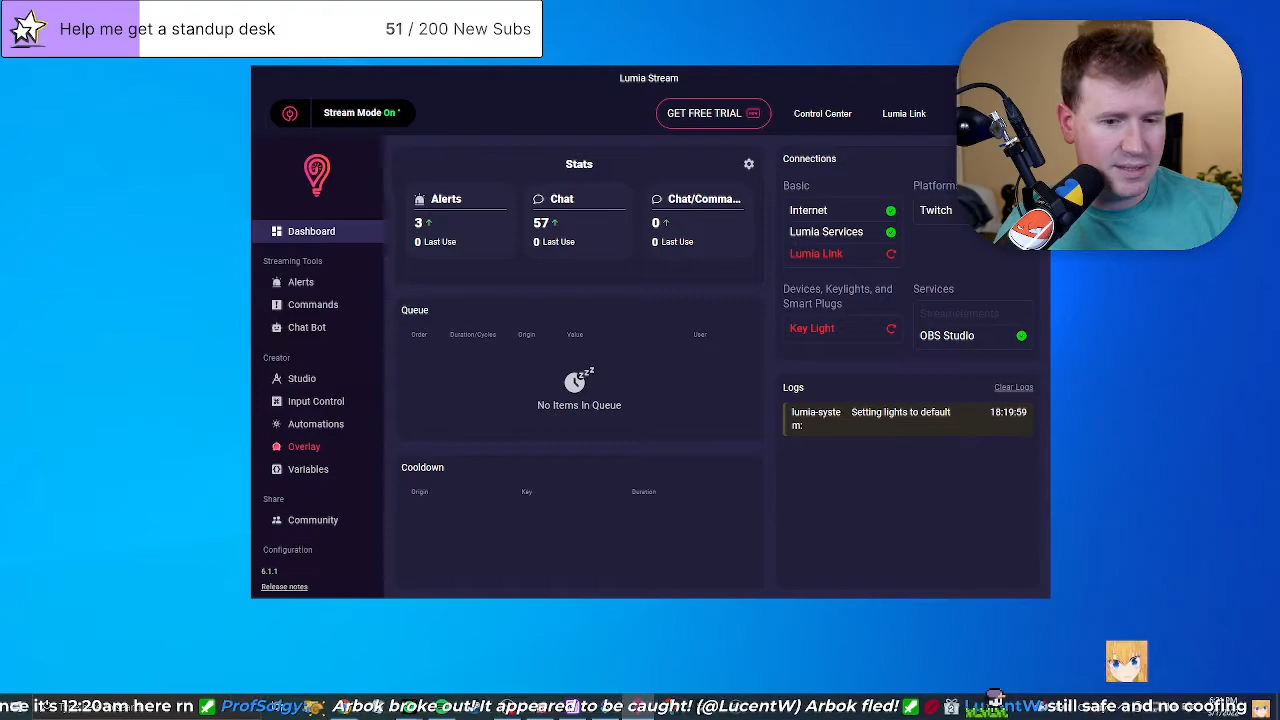 Help me get a standup desk 51 / 200 New Subs
Lumia Stream
Stream Mode On
GET FREE TRIAL NEW Control Center Lumia Link
Dashboard
Streaming Tools
Alerts
Commands
Chat Bot
Creator
Studio
Input Control
Automations
Overlay
Variables
Share
Community
Configuration
6.1.1
Release notes
Stats
Alerts
3
0 Last Use
Chat
57
0 Last Use
Chat/Comma...
0
0 Last Use
Queue
Order Duration/Cycles Origin Value User
No Items In Queue
Cooldown
Origin Key Duration
Connections
Basic
Internet
Lumia Services
Lumia Link
Twitch
Devices, Keylights, and
Smart Plugs
Key Light
Services
Streamelements
OBS Studio
Logs Clear Logs
lumia-syste Setting lights to default 18:19:59
m:
it's 12:20am here rn Arbok broke out! It appeared to be caught! (@LucentW) Arbok fled! LucentW still safe and no cooling